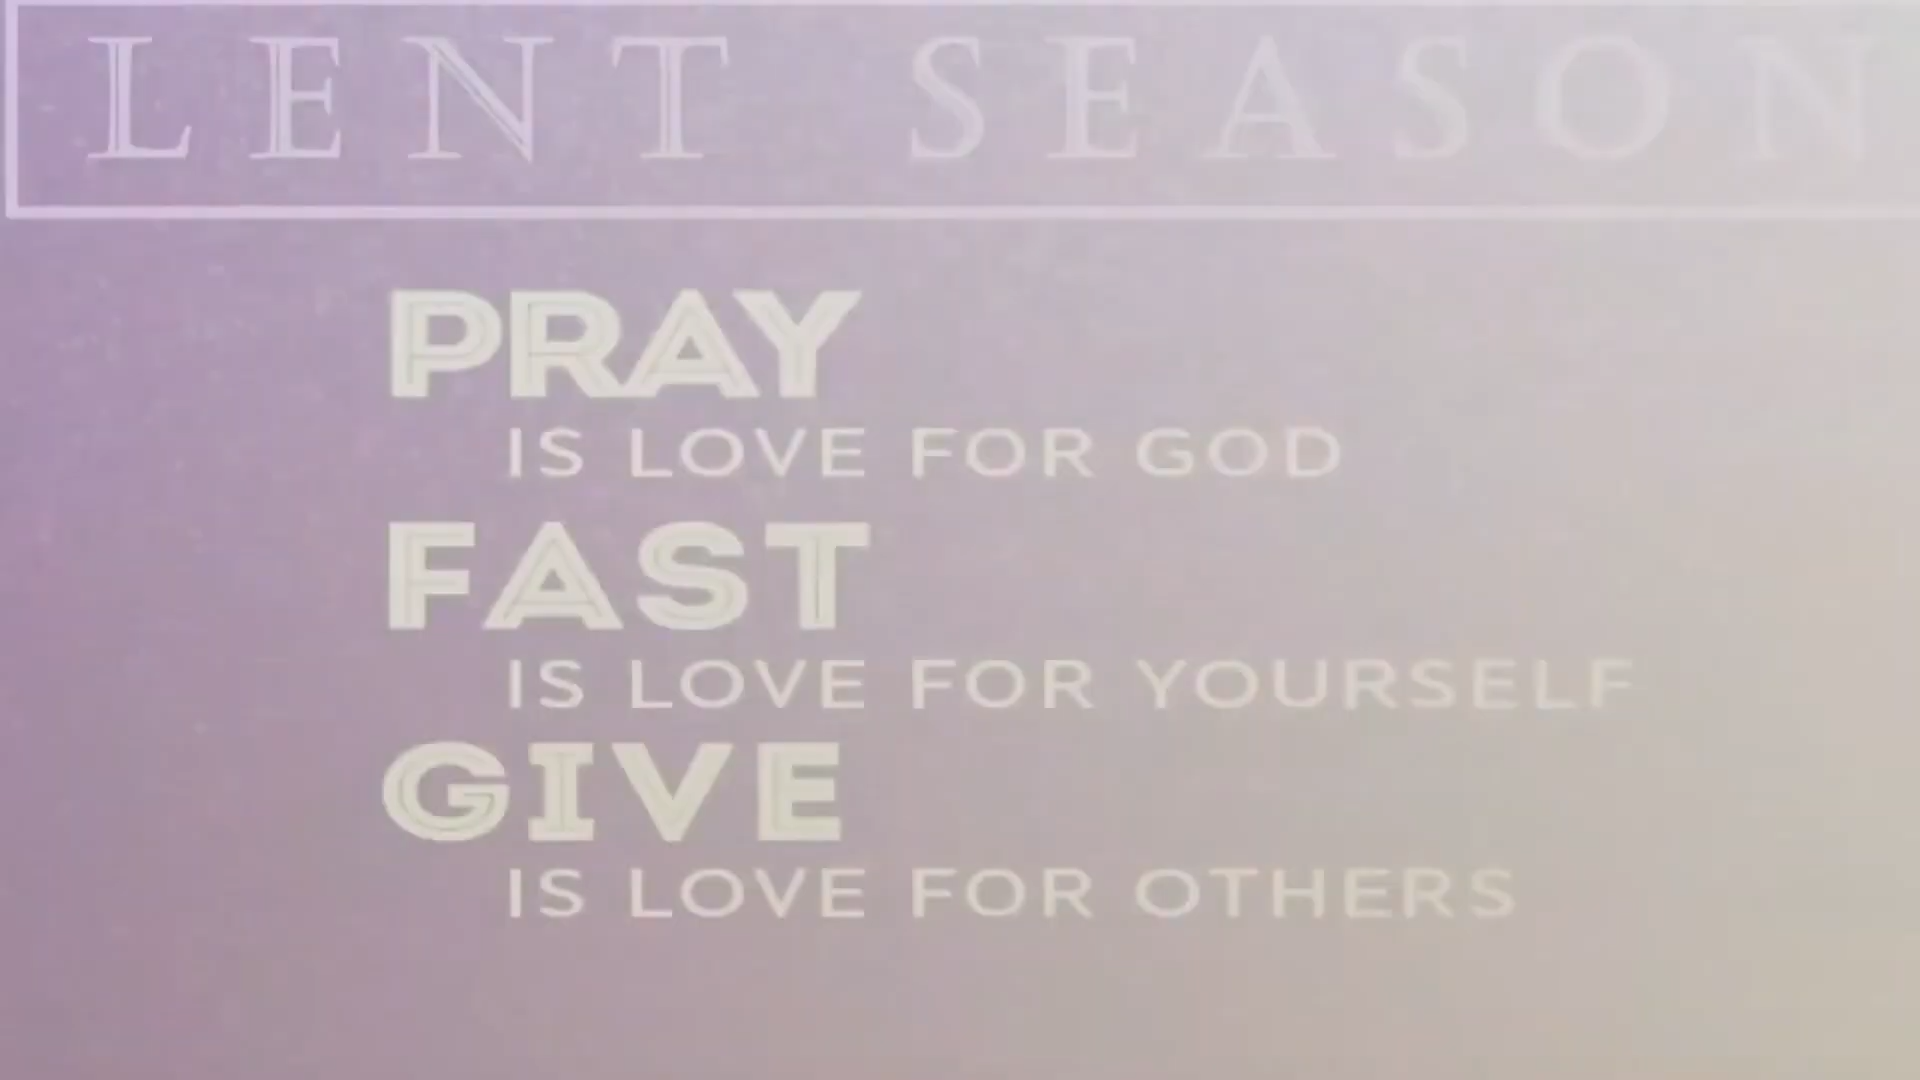 LENT SEASON
PRAY
IS LOVE FOR GOD
FAST
IS LOVE FOR YOURSELF
GIVE
IS LOVE FOR OTHERS